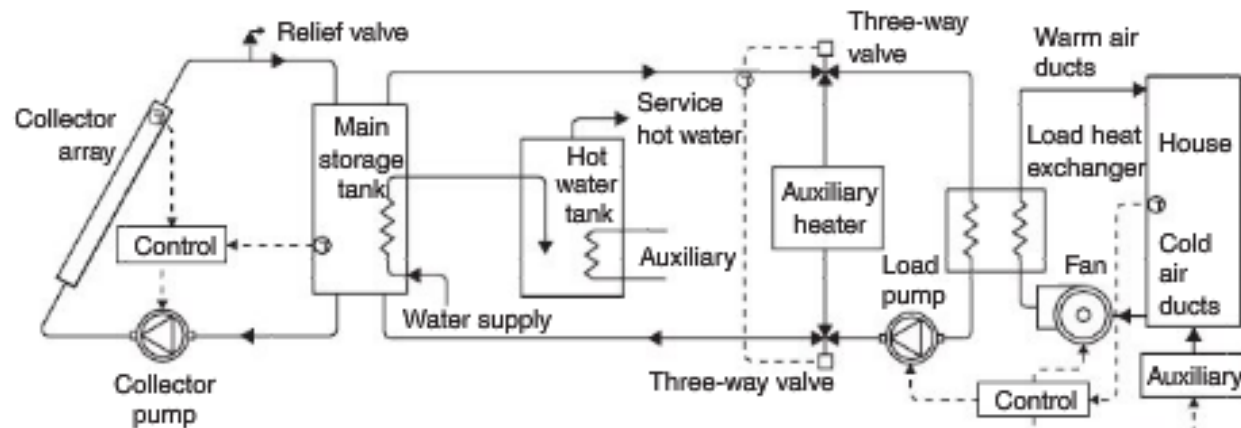 Relief valve
Three-way
valve
Warm air
ducts
Collector
array
Main
storage
tank
Service
hot water
Hot
water
tank
Load heat
exchanger
House
Auxiliary
heater
Control
Auxiliary
Load
pump
Fan
Cold
air
ducts
Water supply
Collector
pump
Three-way valve
Control
Auxiliary